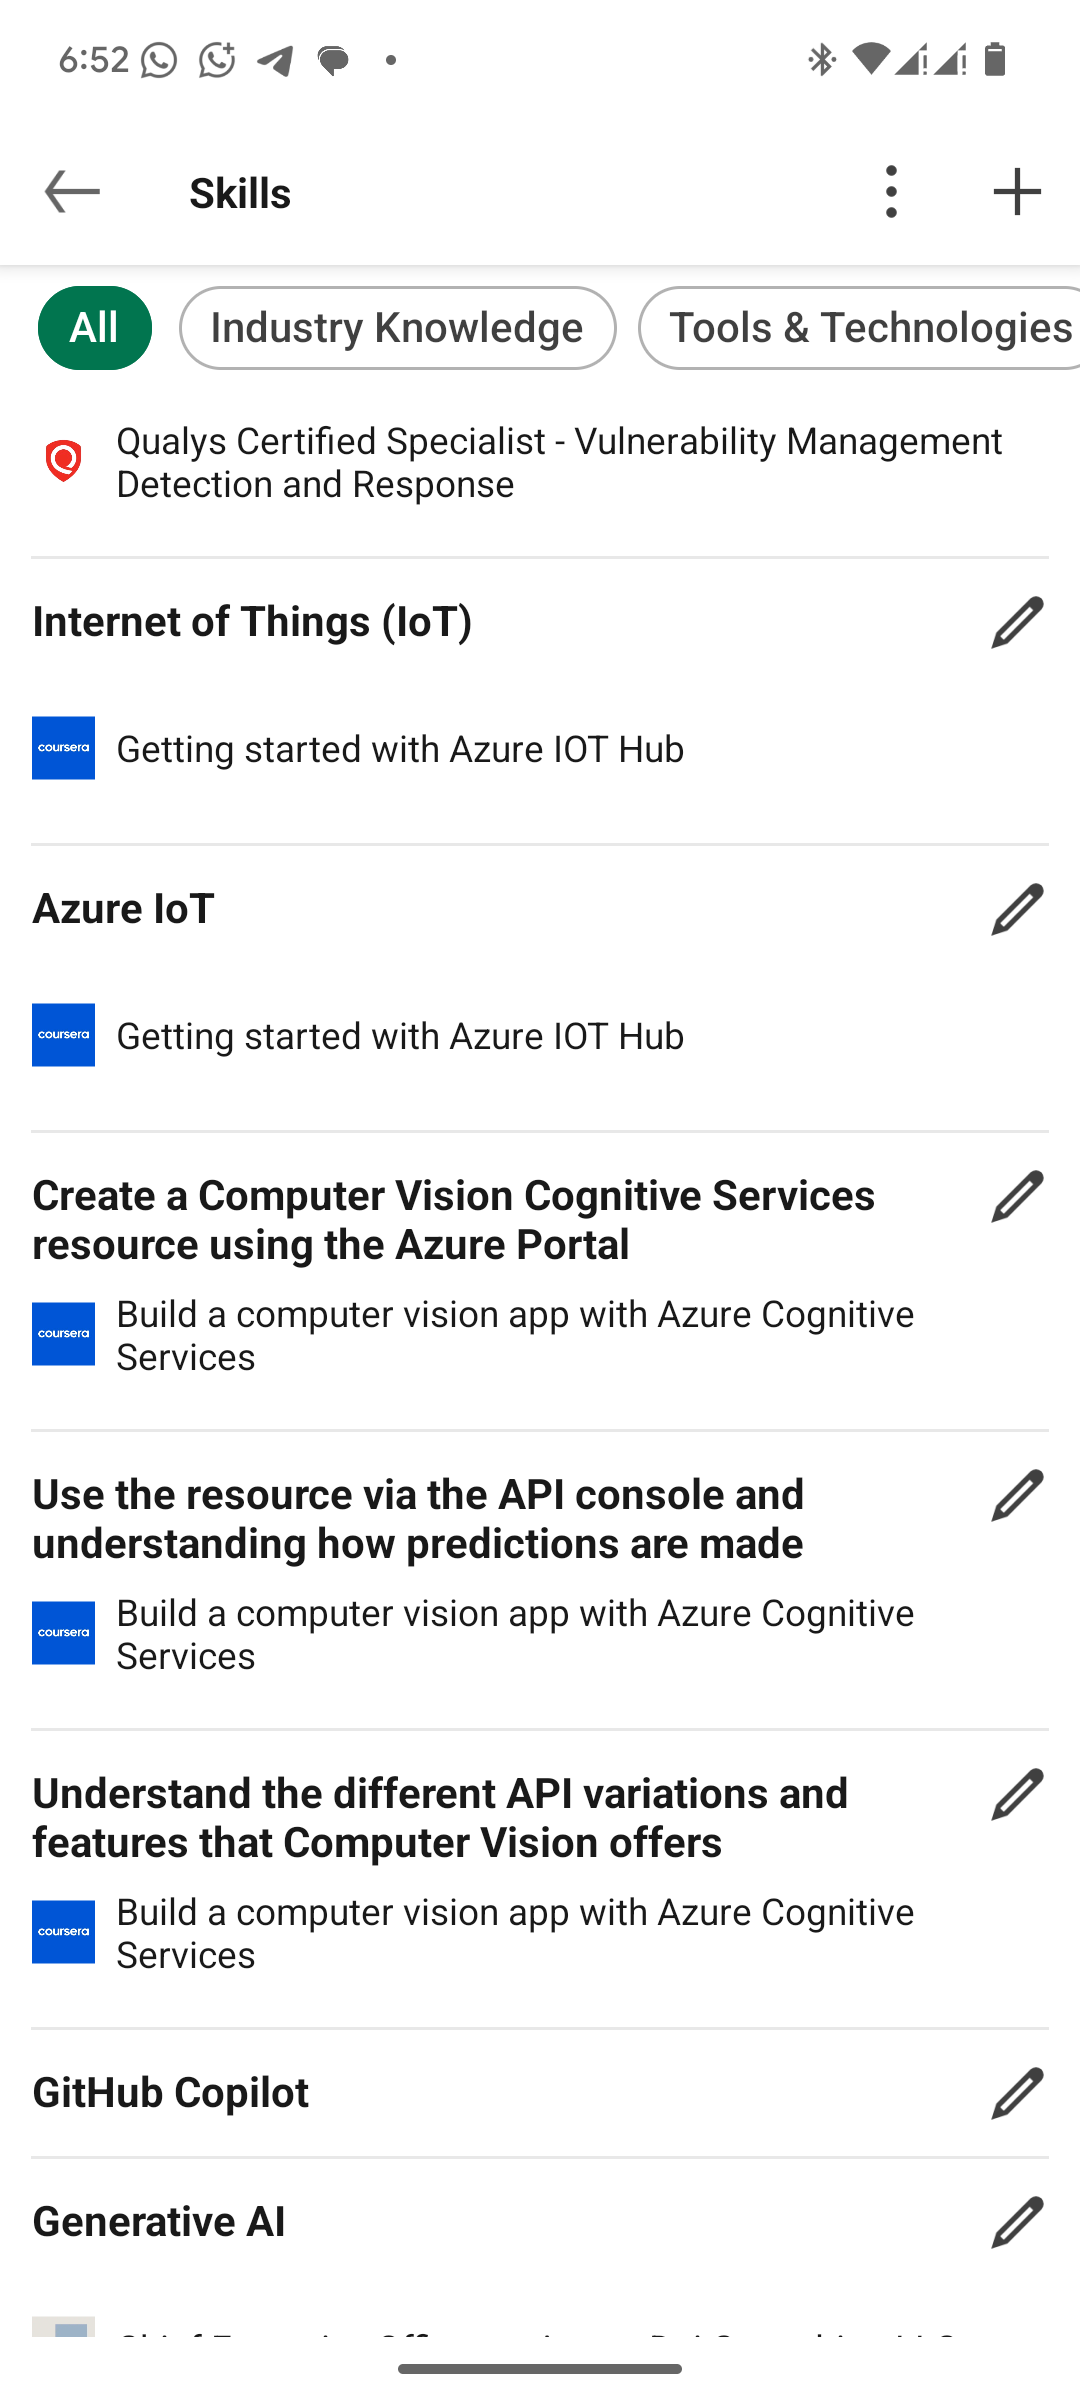 6:52
Skills
All
Industry Knowledge
Tools & Technologies
Qualys Certified Specialist - Vulnerability Management
Detection and Response
Internet of Things (IoT)
coursera
Getting started with Azure IOT Hub
Azure IoT
coursera
Getting started with Azure IOT Hub
Create a Computer Vision Cognitive Services
resource using the Azure Portal
coursera
Build a computer vision app with Azure Cognitive
Services
Use the resource via the API console and
understanding how predictions are made
coursera
Build a computer vision app with Azure Cognitive
Services
Understand the different API variations and
features that Computer Vision offers
coursera
Build a computer vision app with Azure Cognitive
Services
GitHub Copilot
Generative AI